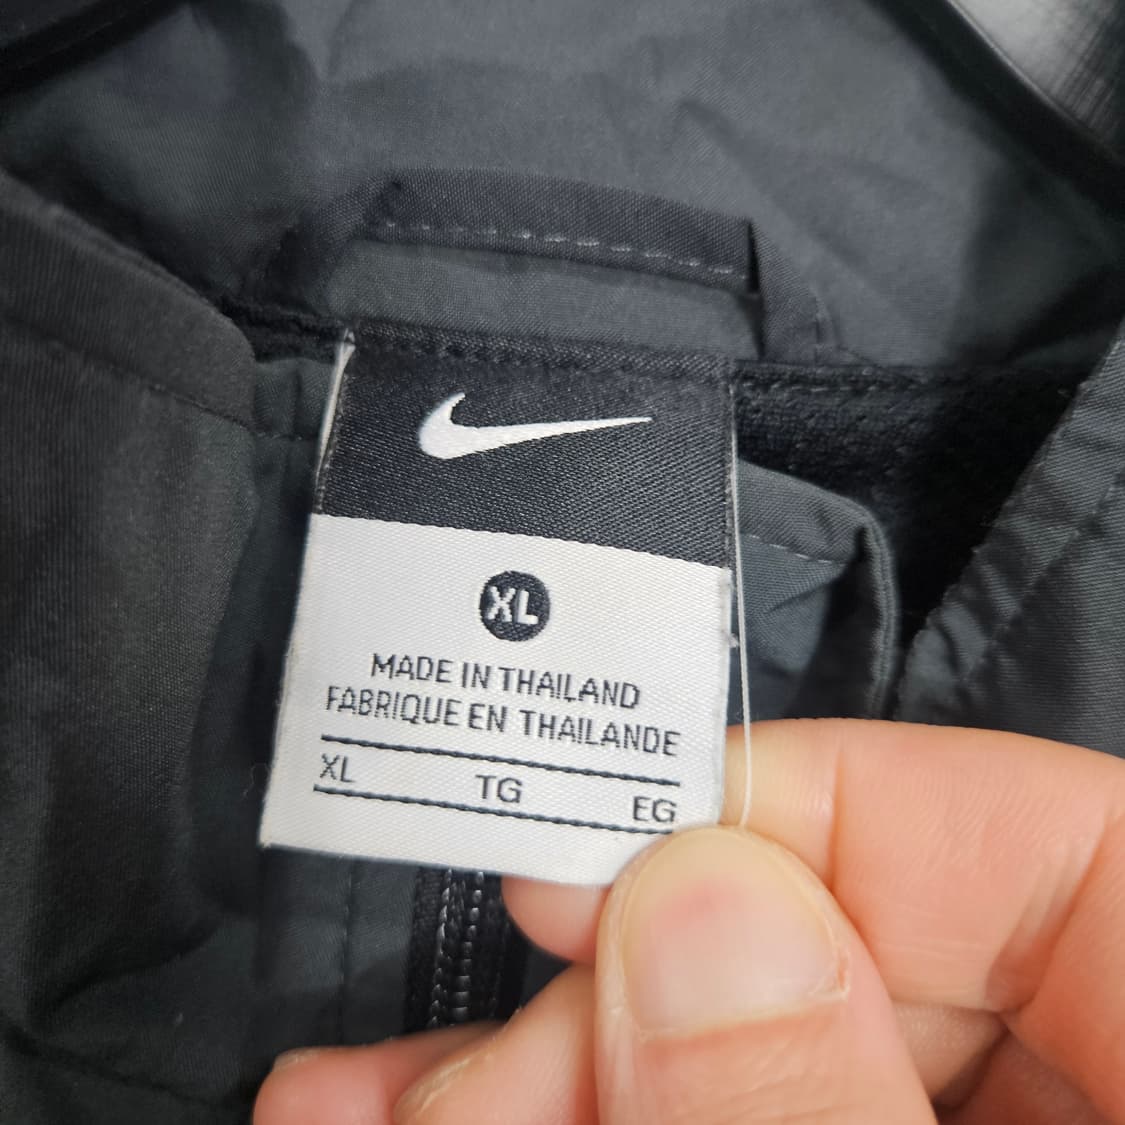 XL
MADE IN THAILAND
FABRIQUE EN THAILANDE
XL TG EG